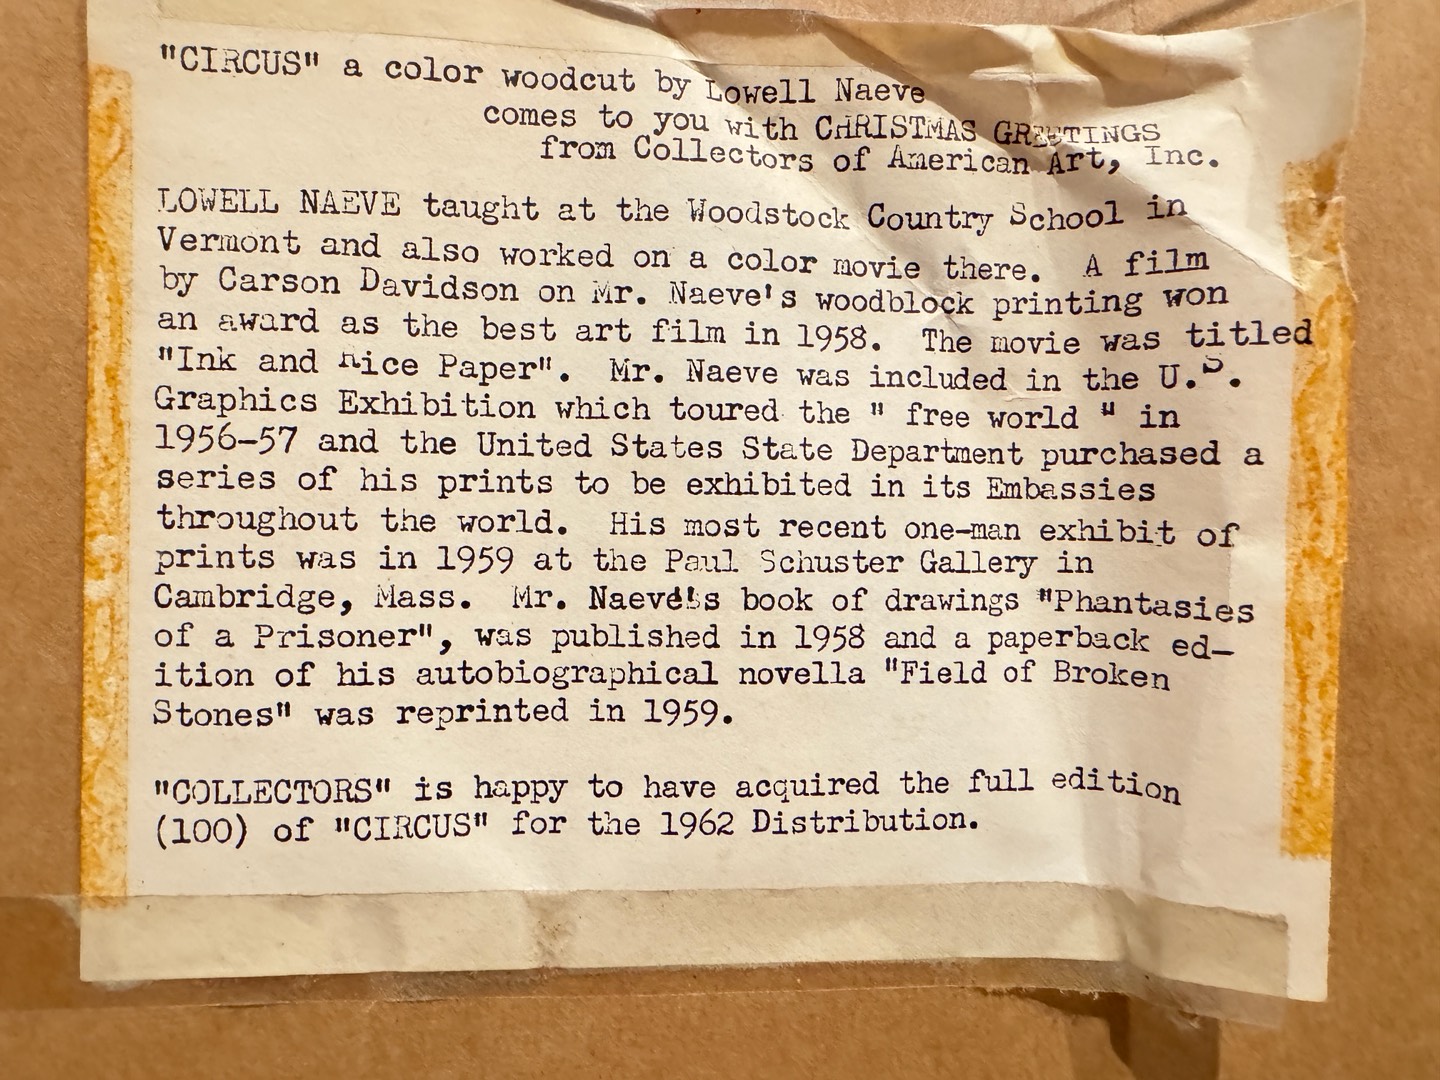 "CIRCUS" a color woodcut by Lowell Naeve
comes to you with CHRISTMAS GREETINGS
from Collectors of American Art, Inc.
LOWELL NAEVE taught at the Woodstock Country School in
Vermont and also worked on a color movie there. A film
by Carson Davidson on Mr. Naeve's woodblock printing won
an award as the best art film in 1958. The movie was titled
"Ink and Rice Paper". Mr. Naeve was included in the U.S.
Graphics Exhibition which toured the " free world " in
1956-57 and the United States State Department purchased a
series of his prints to be exhibited in its Embassies
throughout the world. His most recent one-man exhibit of
prints was in 1959 at the Paul Schuster Gallery in
Cambridge, Mass. Mr. Naeve's book of drawings "Phantasies
of a Prisoner", was published in 1958 and a paperback ed-
ition of his autobiographical novella "Field of Broken
Stones" was reprinted in 1959.
"COLLECTORS" is happy to have acquired the full edition
(100) of "CIRCUS" for the 1962 Distribution.